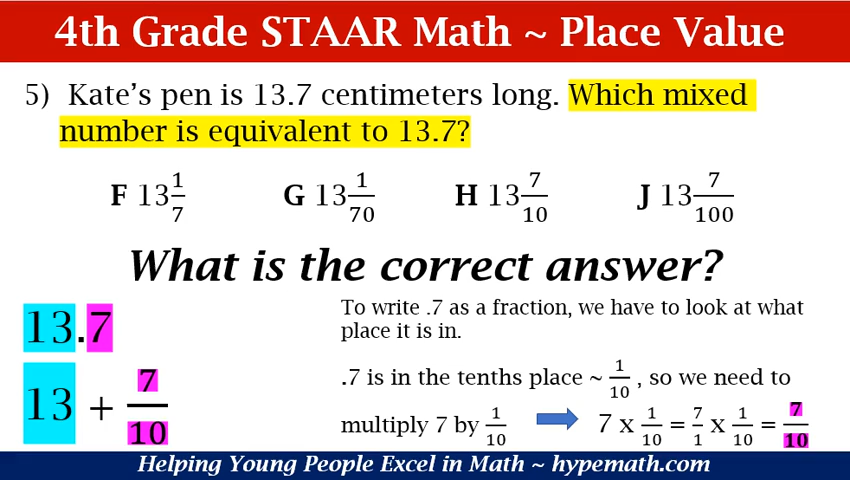 4th Grade STAAR Math ~ Place Value
5) Kate's pen is 13.7 centimeters long. Which mixed
number is equivalent to 13.7?
F 13 1/7 G 13 1/70 H 13 7/10 J 13 7/100
What is the correct answer?
13.7
13 + 7/10
To write .7 as a fraction, we have to look at what
place it is in.
.7 is in the tenths place ~ 1/10 , so we need to
multiply 7 by 1/10 7 x 1/10 = 7/1 x 1/10 = 7/10
Helping Young People Excel in Math ~ hypemath.com